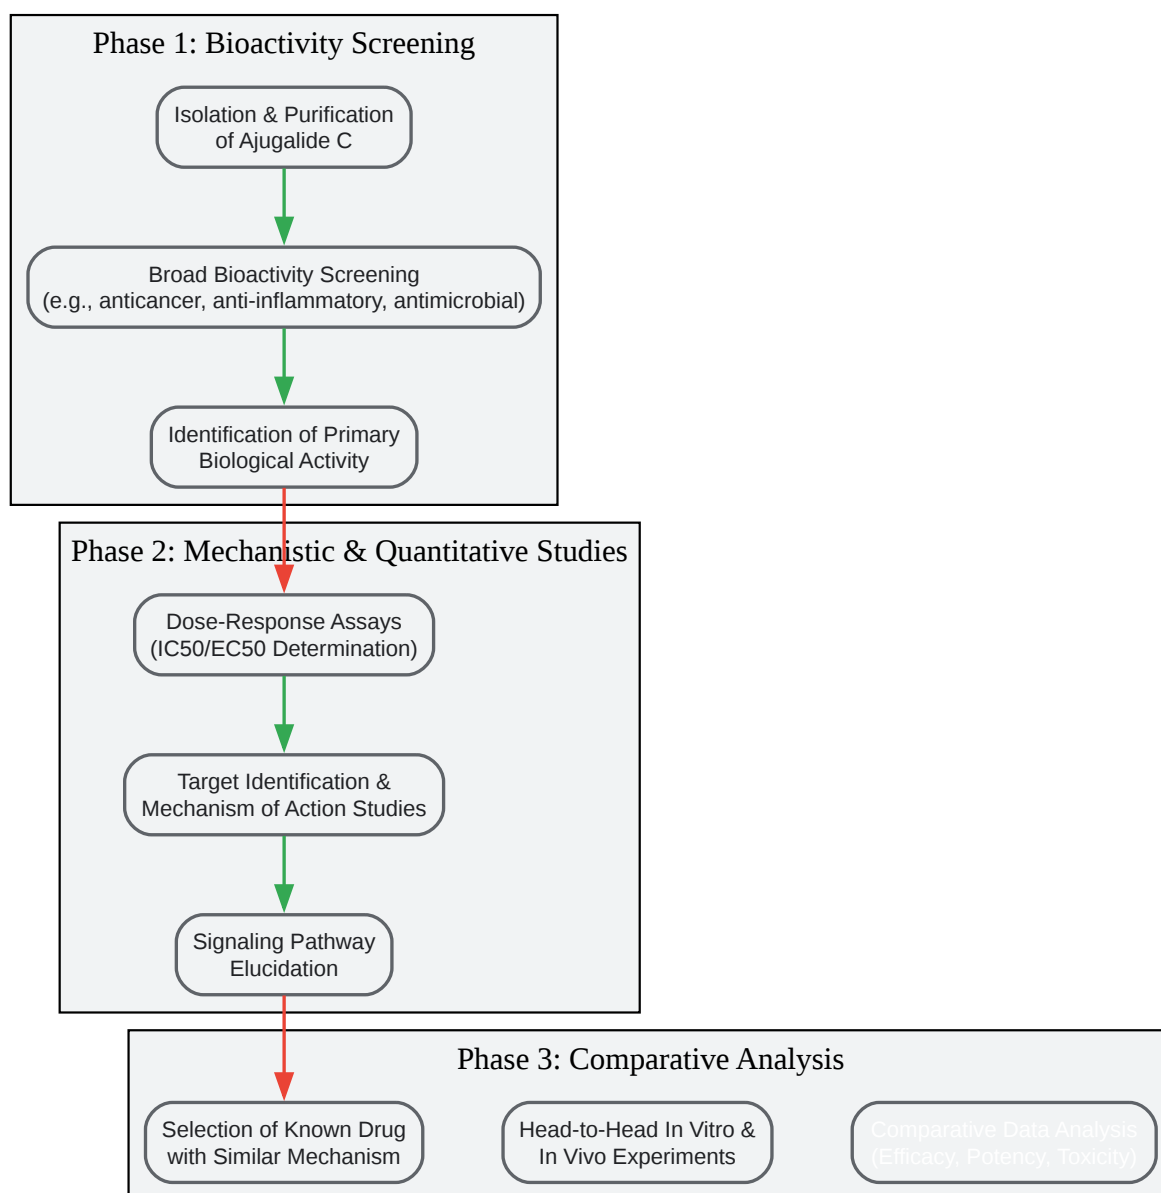 Phase 1: Bioactivity Screening
Isolation & Purification
of Ajugalide C
Broad Bioactivity Screening
(e.g., anticancer, anti-inflammatory, antimicrobial)
Identification of Primary
Biological Activity
Phase 2: Mechanistic & Quantitative Studies
Dose-Response Assays
(IC50/EC50 Determination)
Target Identification &
Mechanism of Action Studies
Signaling Pathway
Elucidation
Phase 3: Comparative Analysis
Selection of Known Drug
with Similar Mechanism
Head-to-Head In Vitro &
In Vivo Experiments
Comparative Data Analysis
(Efficacy, Potency, Toxicity)